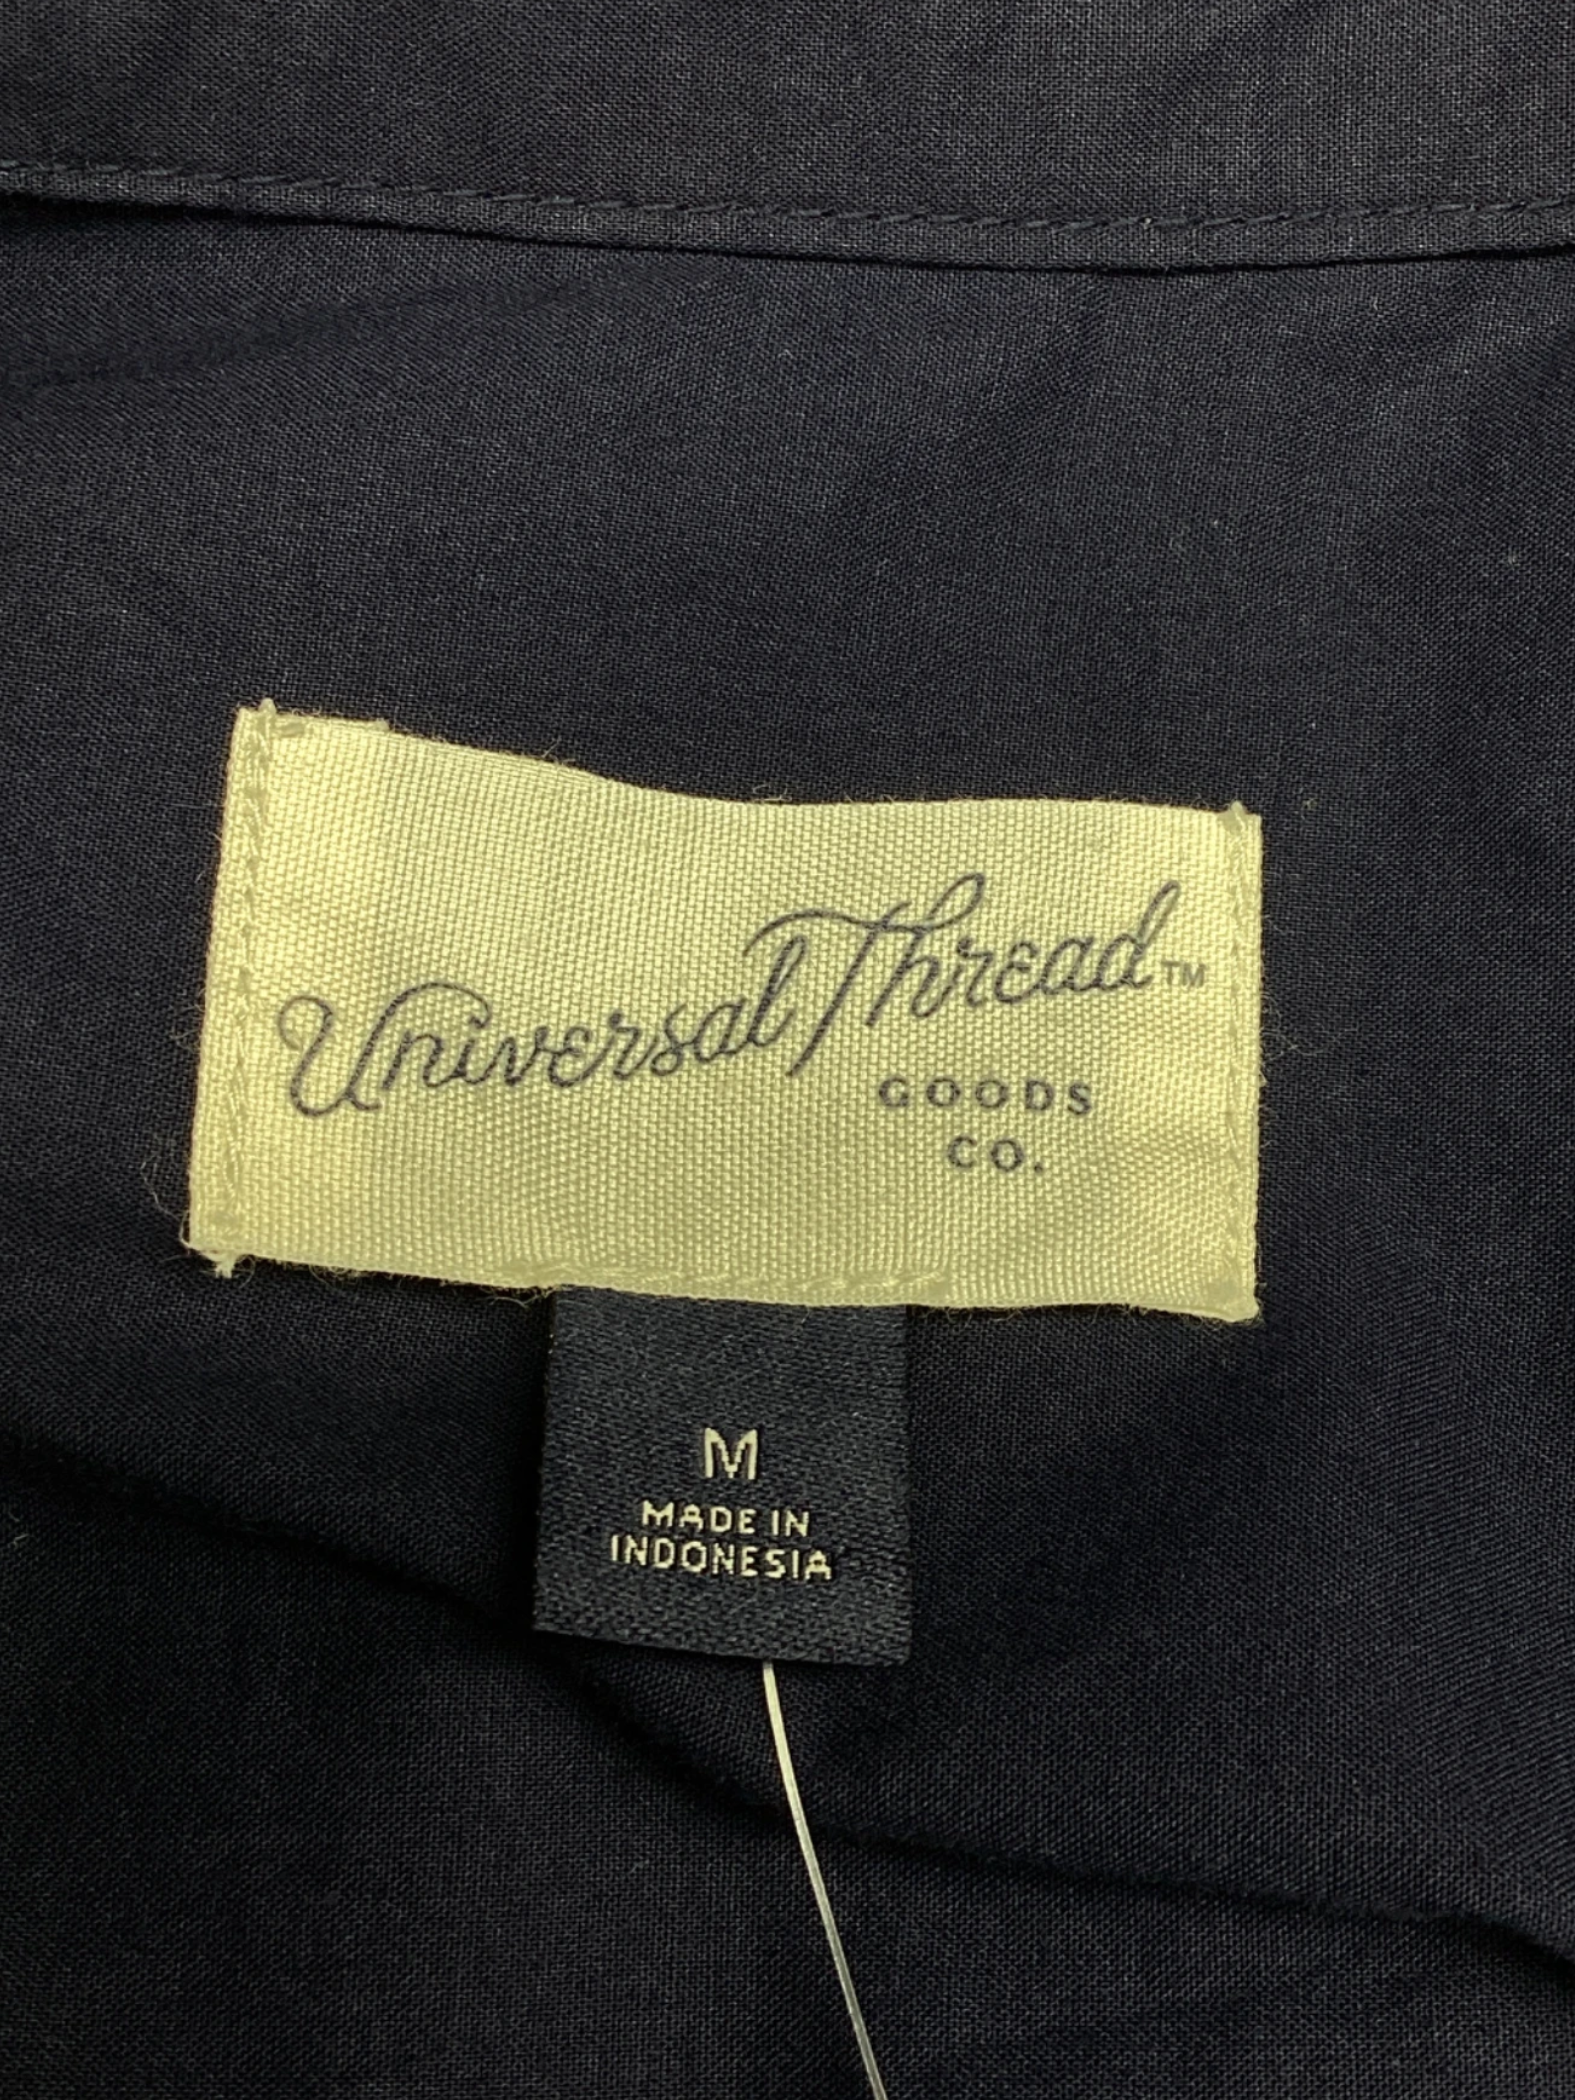 Universal Thread™
GOODS
CO.
M
MADE IN
INDONESIA